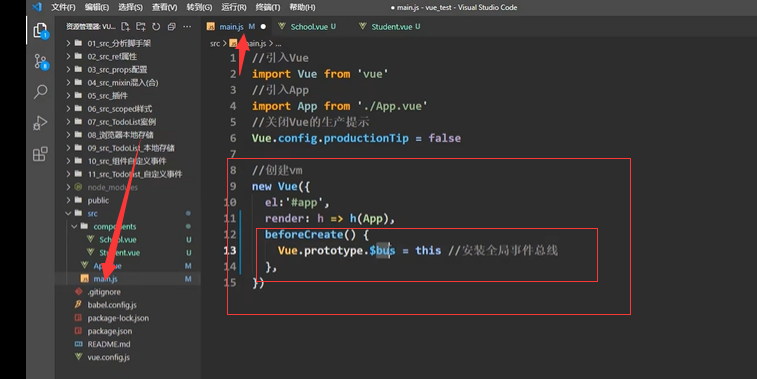 文件(F) 编辑(E) 选择(S) 查看(V) 转到(G) 运行(R) 终端(T) 帮助(H) ● main.js - vue_test - Visual Studio Code
资源管理器: VU...
main.js M ●
School.vue U
Student.vue U
src > main.js > ...
01_src_分析脚手架
02_src_ref属性
03_src_props配置
04_src_mixin混入(合)
05_src_插件
06_src_scoped样式
07_src_TodoList案例
08_浏览器本地存储
09_src_TodoList_本地存储
10_src_组件自定义事件
11_src_TodoList_自定义事件
node_modules
public
src
components
School.vue U
Student.vue U
App.vue M
main.js M
.gitignore
babel.config.js
package-lock.json
package.json
README.md
vue.config.js
1 //引入Vue
2 import Vue from 'vue'
3 //引入App
4 import App from './App.vue'
5 //关闭Vue的生产提示
6 Vue.config.productionTip = false
7
8 //创建vm
9 new Vue({
10 el:'#app',
11 render: h => h(App),
12 beforeCreate() {
13 Vue.prototype.$bus = this //安装全局事件总线
14 },
15 })